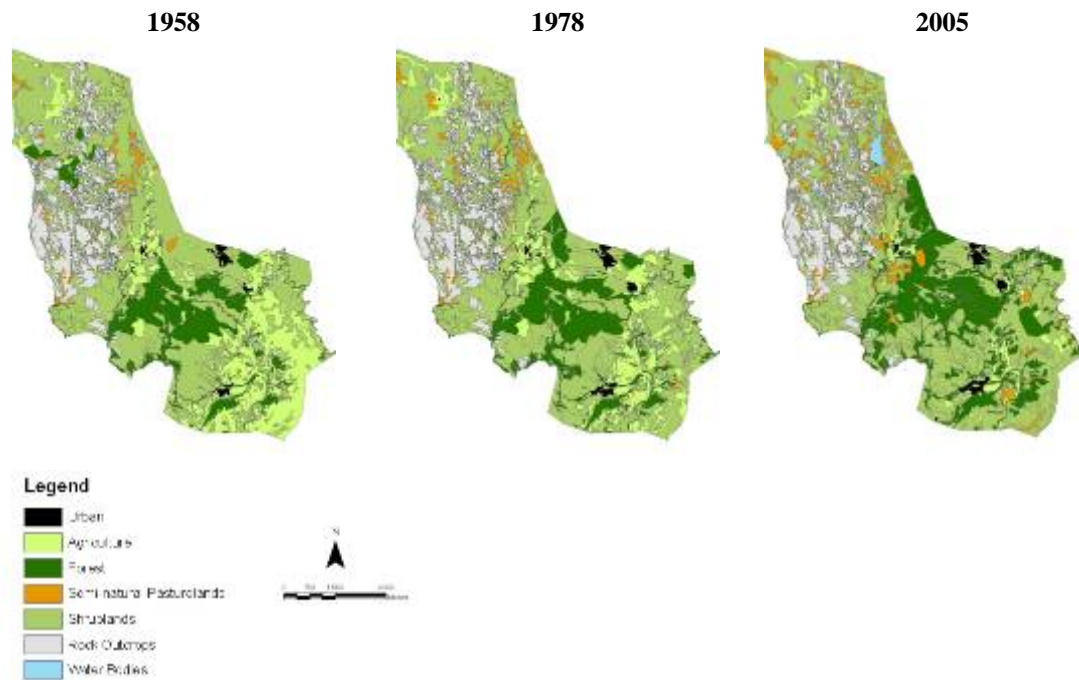 1958
1978
2005
Legend
Urban
Agriculture
Forest
Semi-natural Pasturelands
Shrublands
Rock Outcrops
Water Bodies
N